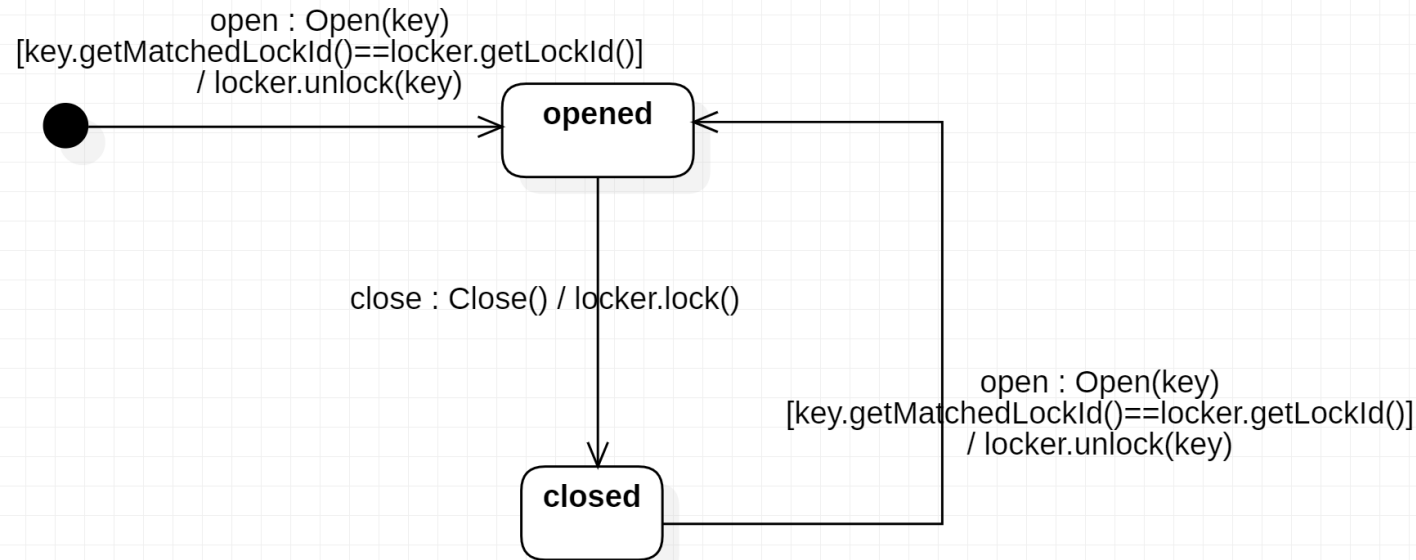 open : Open(key)
[key.getMatchedLockId()==locker.getLockId()]
/ locker.unlock(key)
opened
close : Close() / locker.lock()
open : Open(key)
[key.getMatchedLockId()==locker.getLockId()]
/ locker.unlock(key)
closed